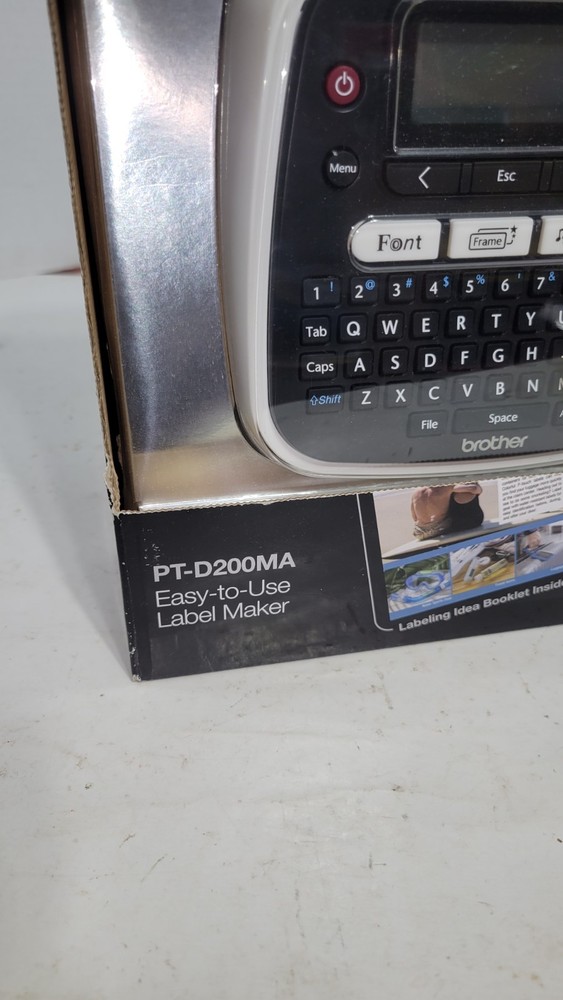 Menu
Esc
Font
Frame
1 ! 2 @ 3 # 4 $ 5 % 6 ' 7 &
Tab Q W E R T Y U
Caps A S D F G H
⇧Shift Z X C V B N
File Space
brother
PT-D200MA
Easy-to-Use
Label Maker
Labeling Idea Booklet Inside